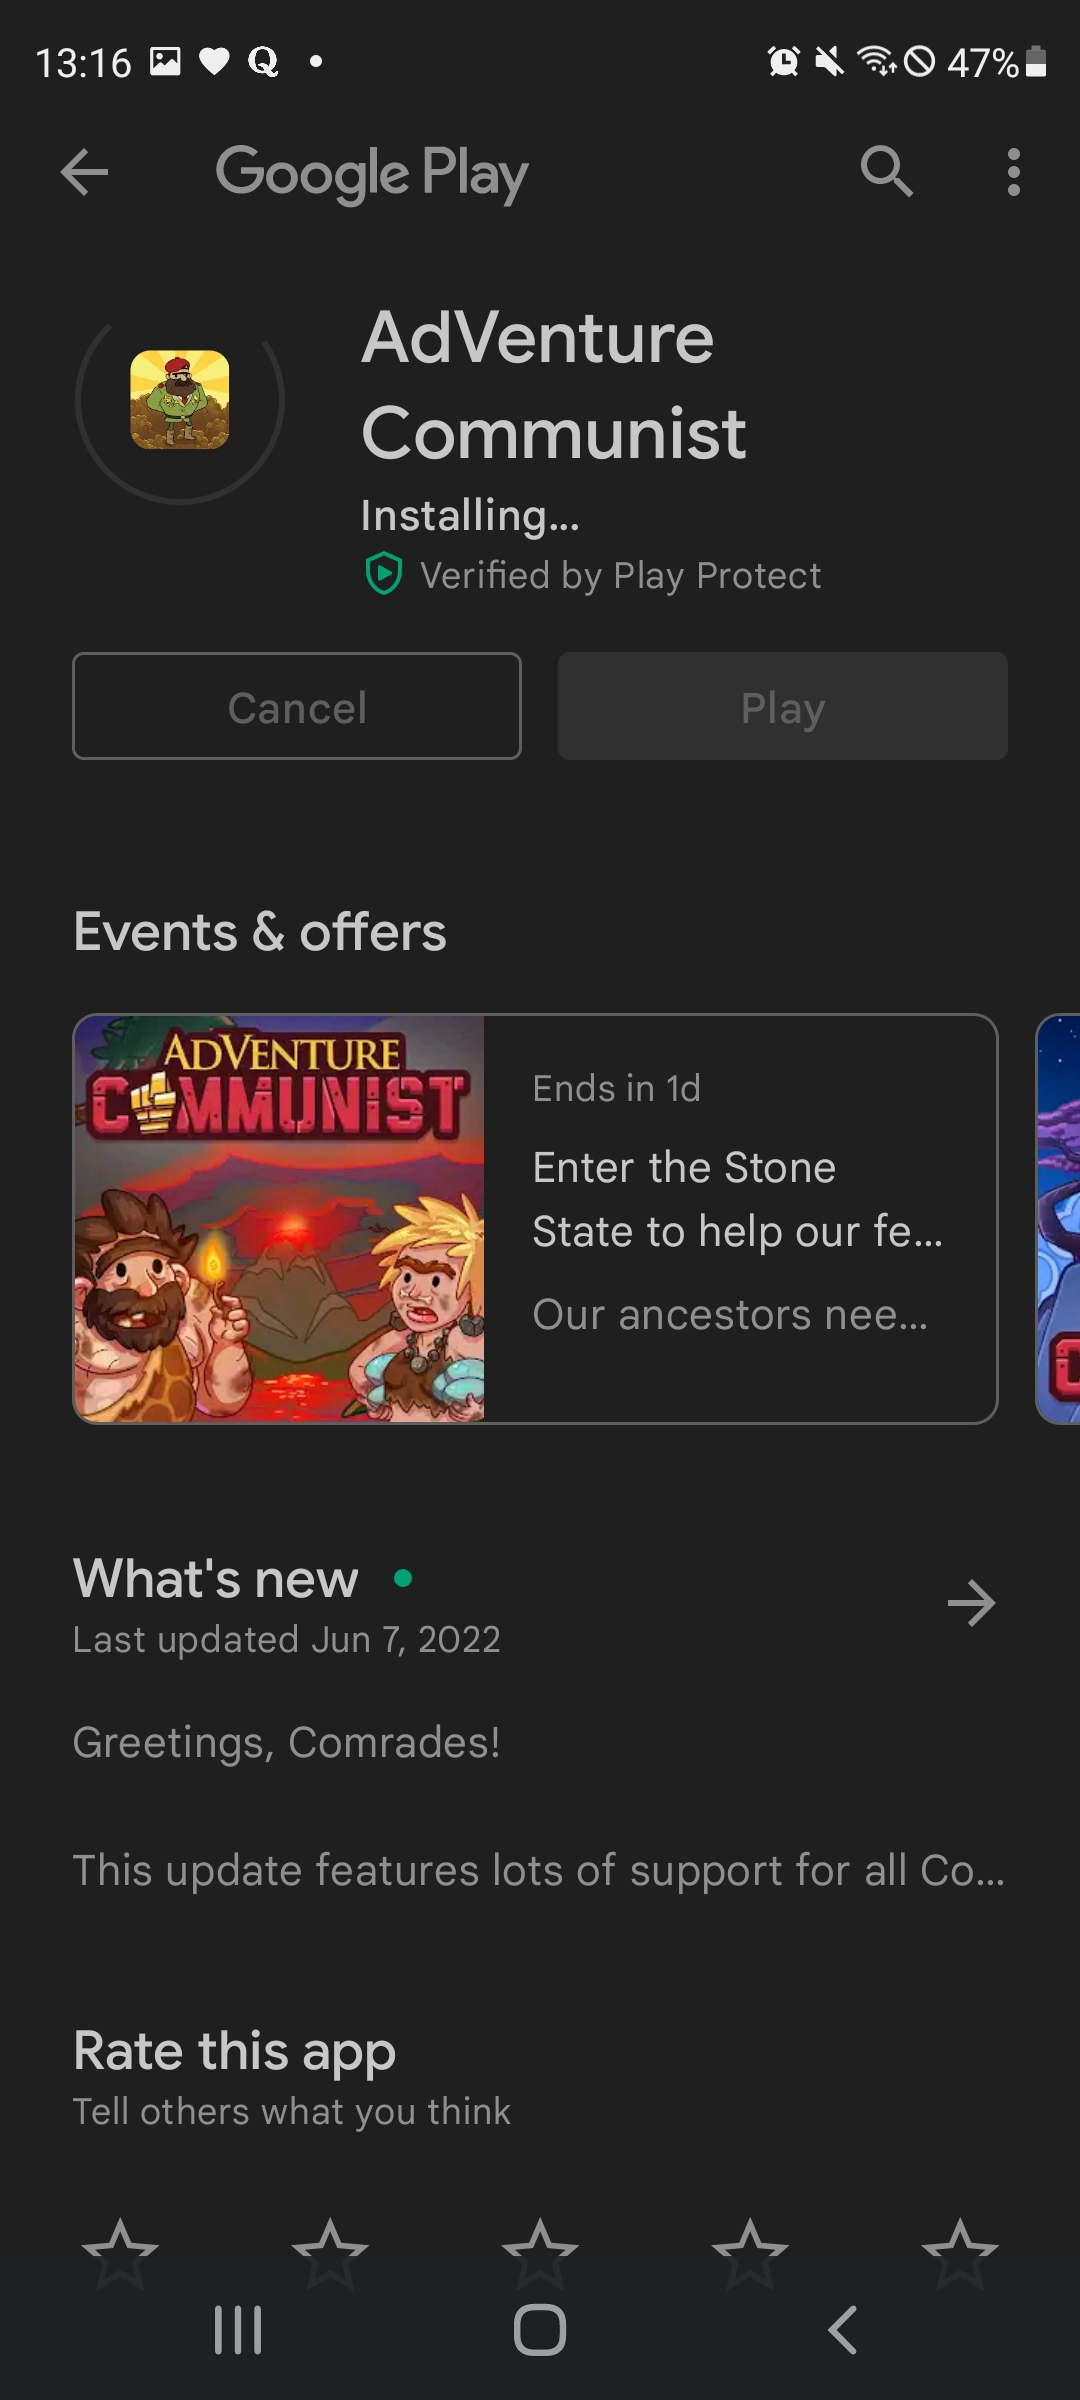 13:16
47%
Google Play
AdVenture
Communist
Installing...
Verified by Play Protect
Cancel
Play
Events & offers
ADVENTURE
COMMUNIST
Ends in 1d
Enter the Stone
State to help our fe...
Our ancestors nee...
What's new
Last updated Jun 7, 2022
Greetings, Comrades!
This update features lots of support for all Co...
Rate this app
Tell others what you think